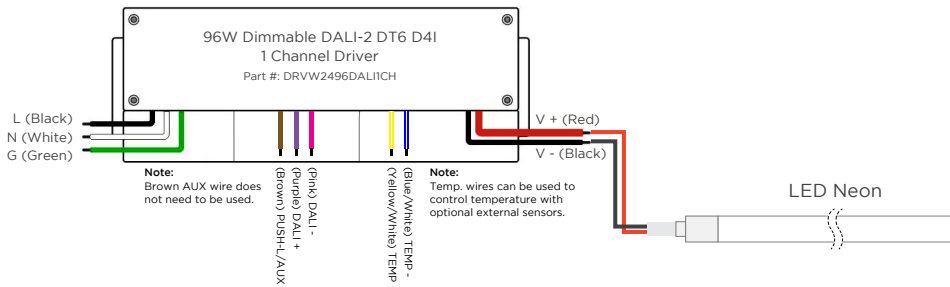 96W Dimmable DALI-2 DT6 D4I
1 Channel Driver
Part #: DRVW2496DALI1CH
L (Black)
N (White)
G (Green)
Note:
Brown AUX wire does
not need to be used.
(Brown) PUSH-L/AUX
(Purple) DALI +
(Pink) DALI -
(Yellow/White) TEMP
(Blue/White) TEMP -
Note:
Temp. wires can be used to
control temperature with
optional external sensors.
V + (Red)
V - (Black)
LED Neon